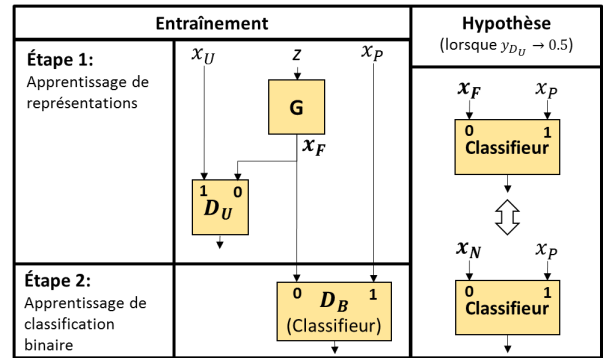 Entraînement
Hypothèse
(lorsque y_{D_U} → 0.5)
Étape 1:
Apprentissage de
représentations
x_U
z
x_P
G
x_F
1 0
D_U
x_F x_P
0 1
Classifieur
x_N x_P
0 1
Classifieur
Étape 2:
Apprentissage de
classification
binaire
0 D_B 1
(Classifieur)